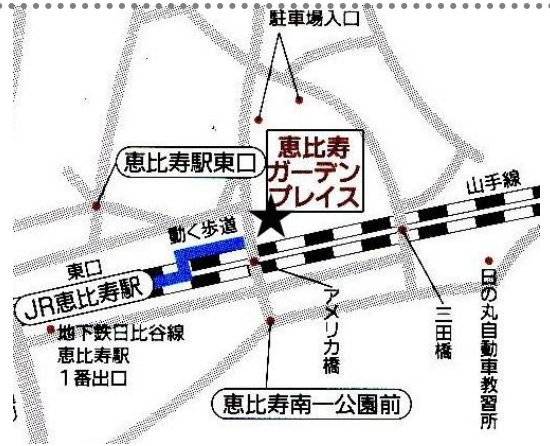 駐車場入口
恵比寿
ガーデン
プレイス
恵比寿駅東口
山手線
動く歩道
東口
JR恵比寿駅
地下鉄日比谷線
恵比寿駅
1番出口
アメリカ橋
三田橋
日の丸自動車教習所
恵比寿南一公園前